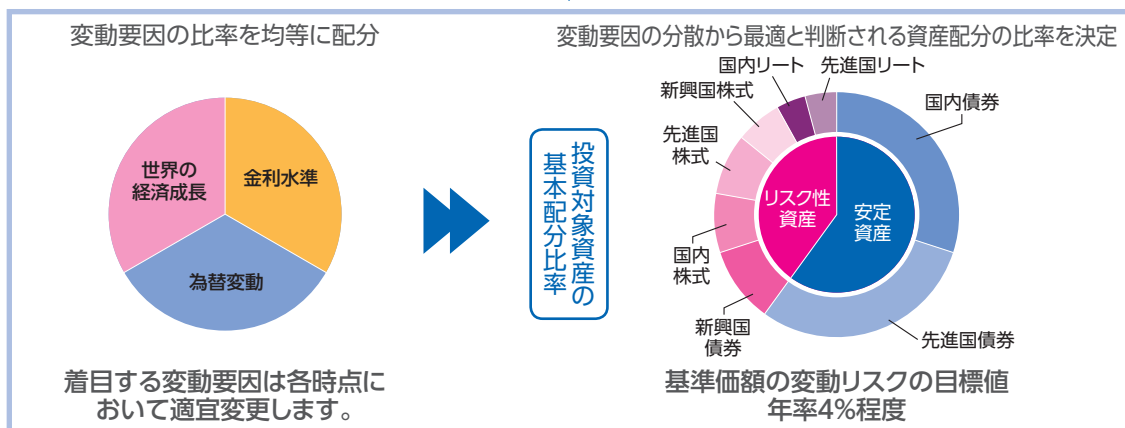 変動要因の比率を均等に配分
世界の
経済成長
金利水準
為替変動
着目する変動要因は各時点に
おいて適宜変更します。
投資対象資産の
基本配分比率
変動要因の分散から最適と判断される資産配分の比率を決定
国内リート
先進国リート
新興国株式
国内債券
先進国
株式
リスク性
資産
安定
資産
国内
株式
新興国
債券
先進国債券
基準価額の変動リスクの目標値
年率4%程度